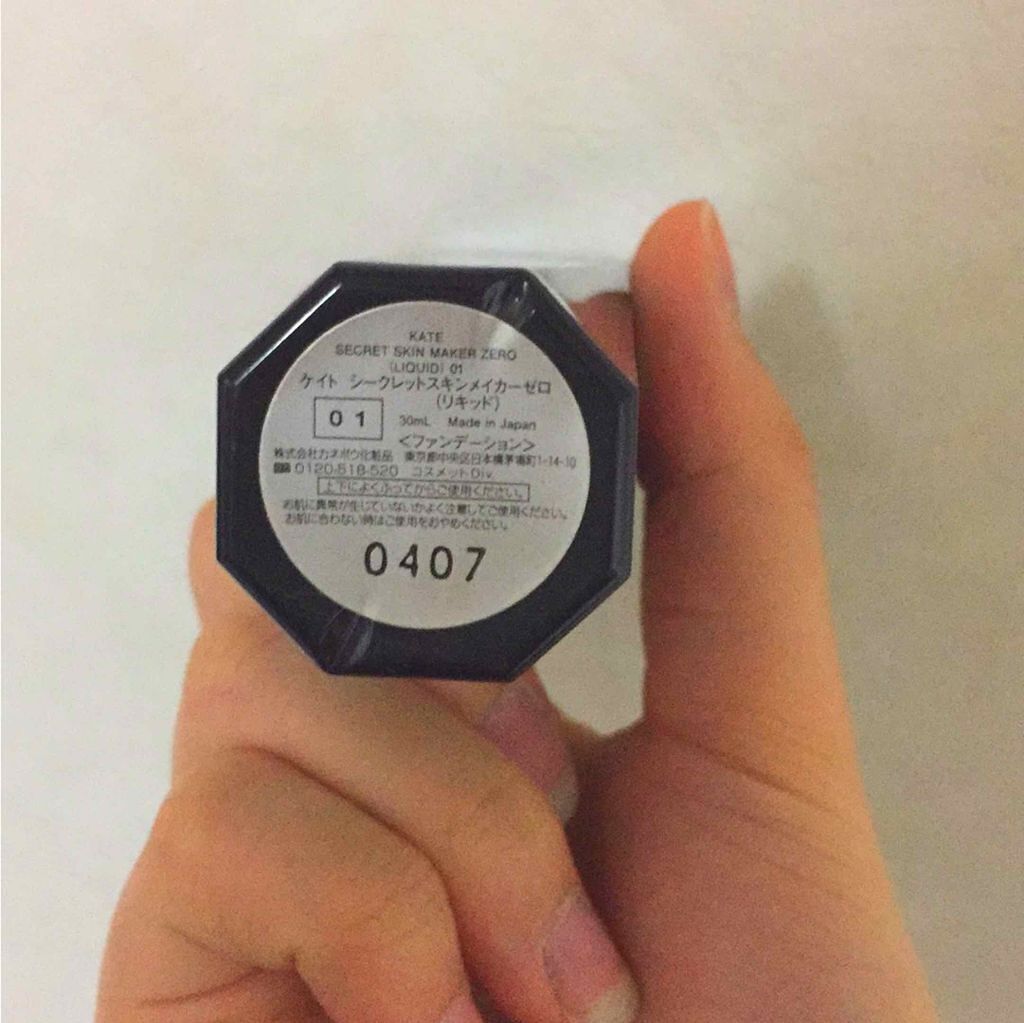 KATE
SECRET SKIN MAKER ZERO
(LIQUID) 01
ケイト シークレットスキンメイカーゼロ
(リキッド)
01 30mL Made in Japan
<ファンデーション>
株式会社カネボウ化粧品 東京都中央区日本橋茅場町1-14-10
0120-518-520 コスメットDiv.
上下によくふってからご使用ください。
お肌に異常が生じていないかよく注意してご使用ください。
お肌に合わない時はご使用をおやめください。
0407